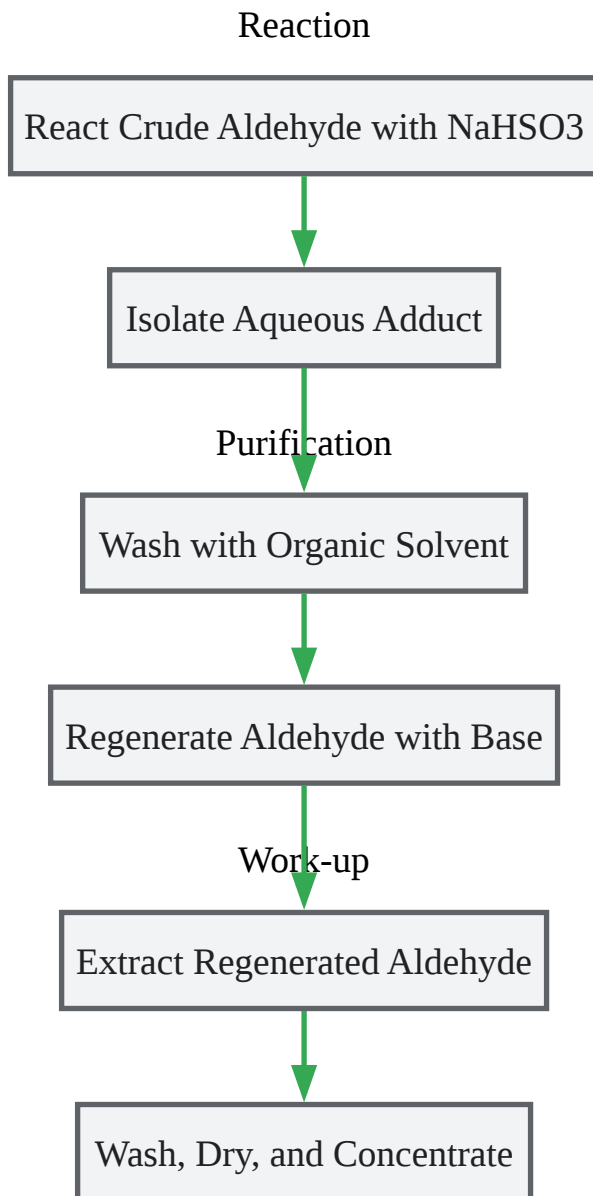 Reaction
React Crude Aldehyde with NaHSO3
Isolate Aqueous Adduct
Purification
Wash with Organic Solvent
Regenerate Aldehyde with Base
Work-up
Extract Regenerated Aldehyde
Wash, Dry, and Concentrate